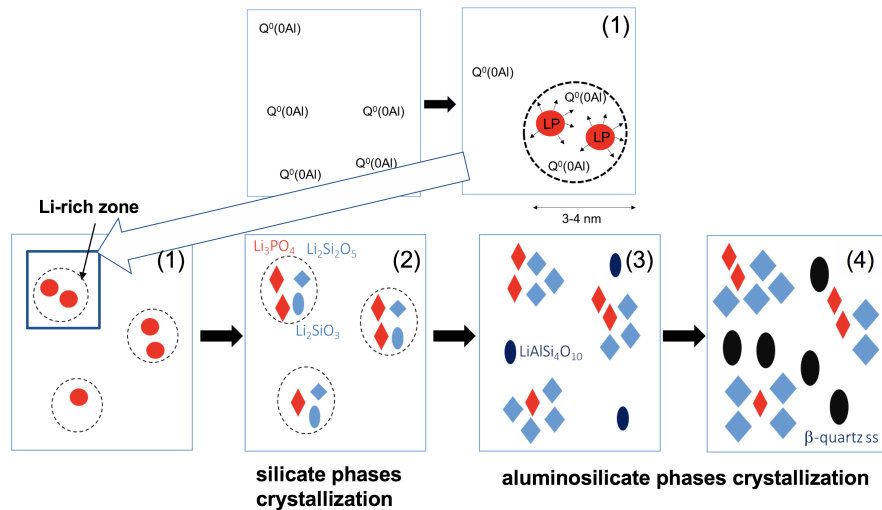 Q⁰(0Al)
(1)
Q⁰(0Al)
Q⁰(0Al)
Q⁰(0Al)
Q⁰(0Al)
LP
LP
Q⁰(0Al)
Q⁰(0Al)
Q⁰(0Al)
Q⁰(0Al)
3-4 nm
Li-rich zone
(1)
Li₃PO₄
Li₂Si₂O₅
(2)
Li₂SiO₃
(3)
LiAlSi₄O₁₀
(4)
β-quartz ss
silicate phases
crystallization
aluminosilicate phases crystallization